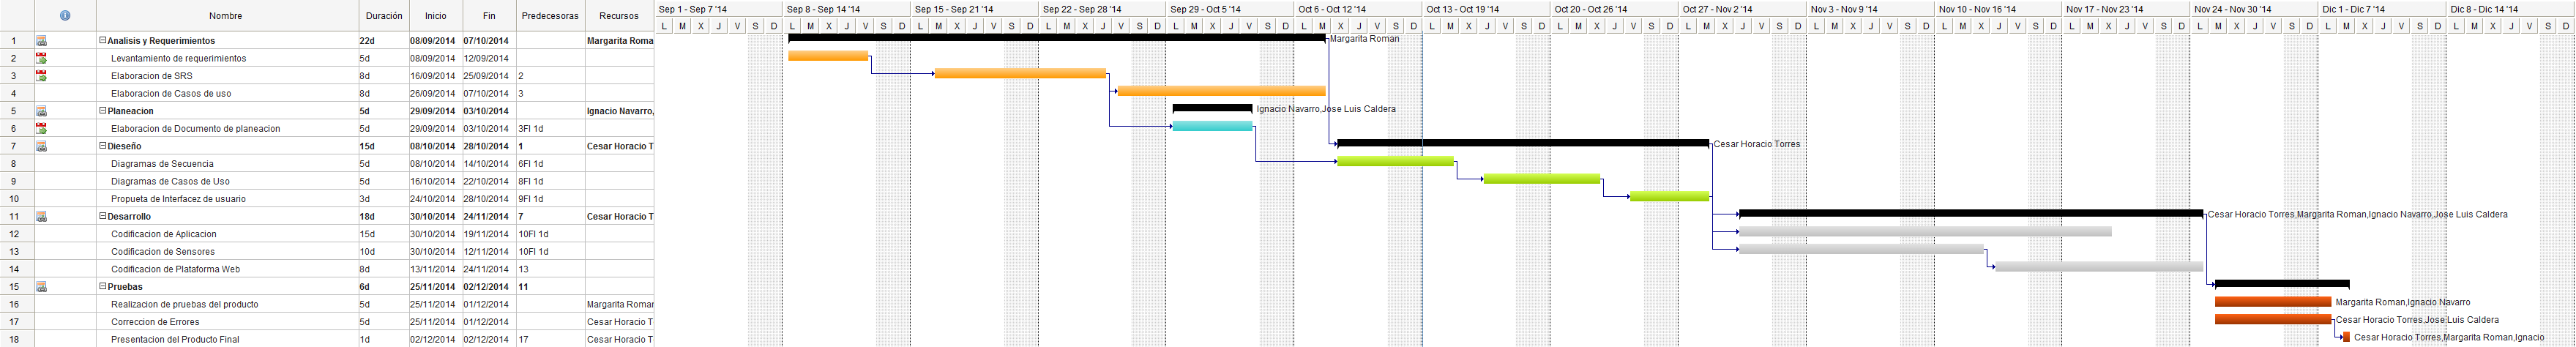 Nombre Duración Inicio Fin Predecesoras Recursos Sep 1 - Sep 7 '14 Sep 8 - Sep 14 '14 Sep 15 - Sep 21 '14 Sep 22 - Sep 28 '14 Sep 29 - Oct 5 '14 Oct 6 - Oct 12 '14 Oct 13 - Oct 19 '14 Oct 20 - Oct 26 '14 Oct 27 - Nov 2 '14 Nov 3 - Nov 9 '14 Nov 10 - Nov 16 '14 Nov 17 - Nov 23 '14 Nov 24 - Nov 30 '14 Dic 1 - Dic 7 '14 Dic 8 - Dic 14 '14
L M X J V S D L M X J V S D L M X J V S D L M X J V S D L M X J V S D L M X J V S D L M X J V S D L M X J V S D L M X J V S D L M X J V S D L M X J V S D L M X J V S D L M X J V S D L M X J V S D L M X J V S D
1 Analisis y Requerimientos 22d 08/09/2014 07/10/2014 Margarita Roma Margarita Roman
2 Levantamiento de requerimientos 5d 08/09/2014 12/09/2014
3 Elaboracion de SRS 8d 16/09/2014 25/09/2014 2
4 Elaboracion de Casos de uso 8d 26/09/2014 07/10/2014 3
5 Planeacion 5d 29/09/2014 03/10/2014 Ignacio Navarro, Ignacio Navarro,Jose Luis Caldera
6 Elaboracion de Documento de planeacion 5d 29/09/2014 03/10/2014 3FI 1d
7 Dieseño 15d 08/10/2014 28/10/2014 1 Cesar Horacio T Cesar Horacio Torres
8 Diagramas de Secuencia 5d 08/10/2014 14/10/2014 6FI 1d
9 Diagramas de Casos de Uso 5d 16/10/2014 22/10/2014 8FI 1d
10 Propueta de Interfacez de usuario 3d 24/10/2014 28/10/2014 9FI 1d
11 Desarrollo 18d 30/10/2014 24/11/2014 7 Cesar Horacio T Cesar Horacio Torres,Margarita Roman,Ignacio Navarro,Jose Luis Caldera
12 Codificacion de Aplicacion 15d 30/10/2014 19/11/2014 10FI 1d
13 Codificacion de Sensores 10d 30/10/2014 12/11/2014 10FI 1d
14 Codificacion de Plataforma Web 8d 13/11/2014 24/11/2014 13
15 Pruebas 6d 25/11/2014 02/12/2014 11
16 Realizacion de pruebas del producto 5d 25/11/2014 01/12/2014 Margarita Roman Margarita Roman,Ignacio Navarro
17 Correccion de Errores 5d 25/11/2014 01/12/2014 Cesar Horacio T Cesar Horacio Torres,Jose Luis Caldera
18 Presentacion del Producto Final 1d 02/12/2014 02/12/2014 17 Cesar Horacio T Cesar Horacio Torres,Margarita Roman,Ignacio